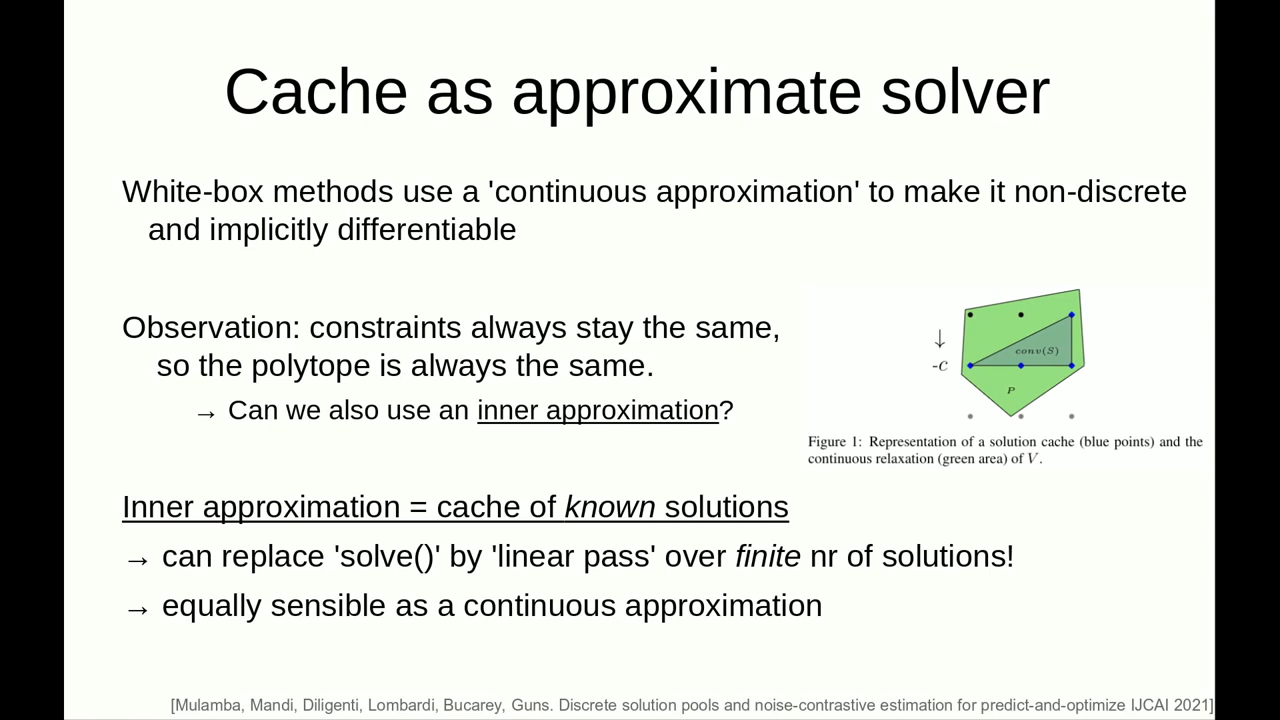 Cache as approximate solver
White-box methods use a 'continuous approximation' to make it non-discrete
and implicitly differentiable
Observation: constraints always stay the same,
so the polytope is always the same.
→ Can we also use an inner approximation?
conv(S)
-c
P
Figure 1: Representation of a solution cache (blue points) and the
continuous relaxation (green area) of V.
Inner approximation = cache of known solutions
→ can replace 'solve()' by 'linear pass' over finite nr of solutions!
→ equally sensible as a continuous approximation
[Mulamba, Mandi, Diligenti, Lombardi, Bucarey, Guns. Discrete solution pools and noise-contrastive estimation for predict-and-optimize IJCAI 2021]